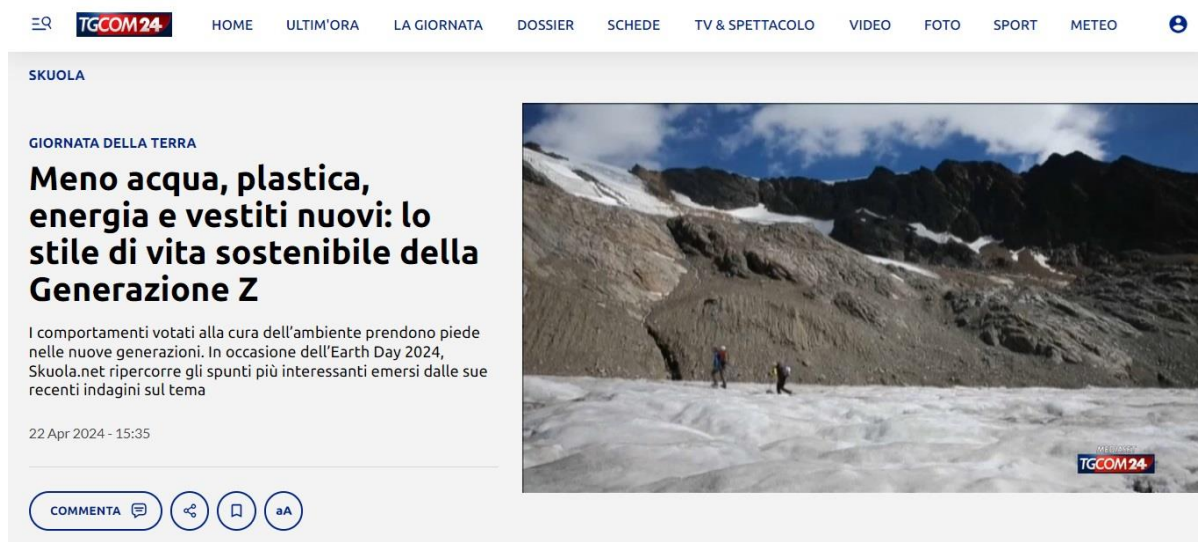 TGCOM24 HOME ULTIM'ORA LA GIORNATA DOSSIER SCHEDE TV & SPETTACOLO VIDEO FOTO SPORT METEO
SKUOLA
GIORNATA DELLA TERRA
Meno acqua, plastica,
energia e vestiti nuovi: lo
stile di vita sostenibile della
Generazione Z
I comportamenti votati alla cura dell'ambiente prendono piede
nelle nuove generazioni. In occasione dell'Earth Day 2024,
Skuola.net ripercorre gli spunti più interessanti emersi dalle sue
recenti indagini sul tema
22 Apr 2024 - 15:35
COMMENTA
aA
TGCOM24